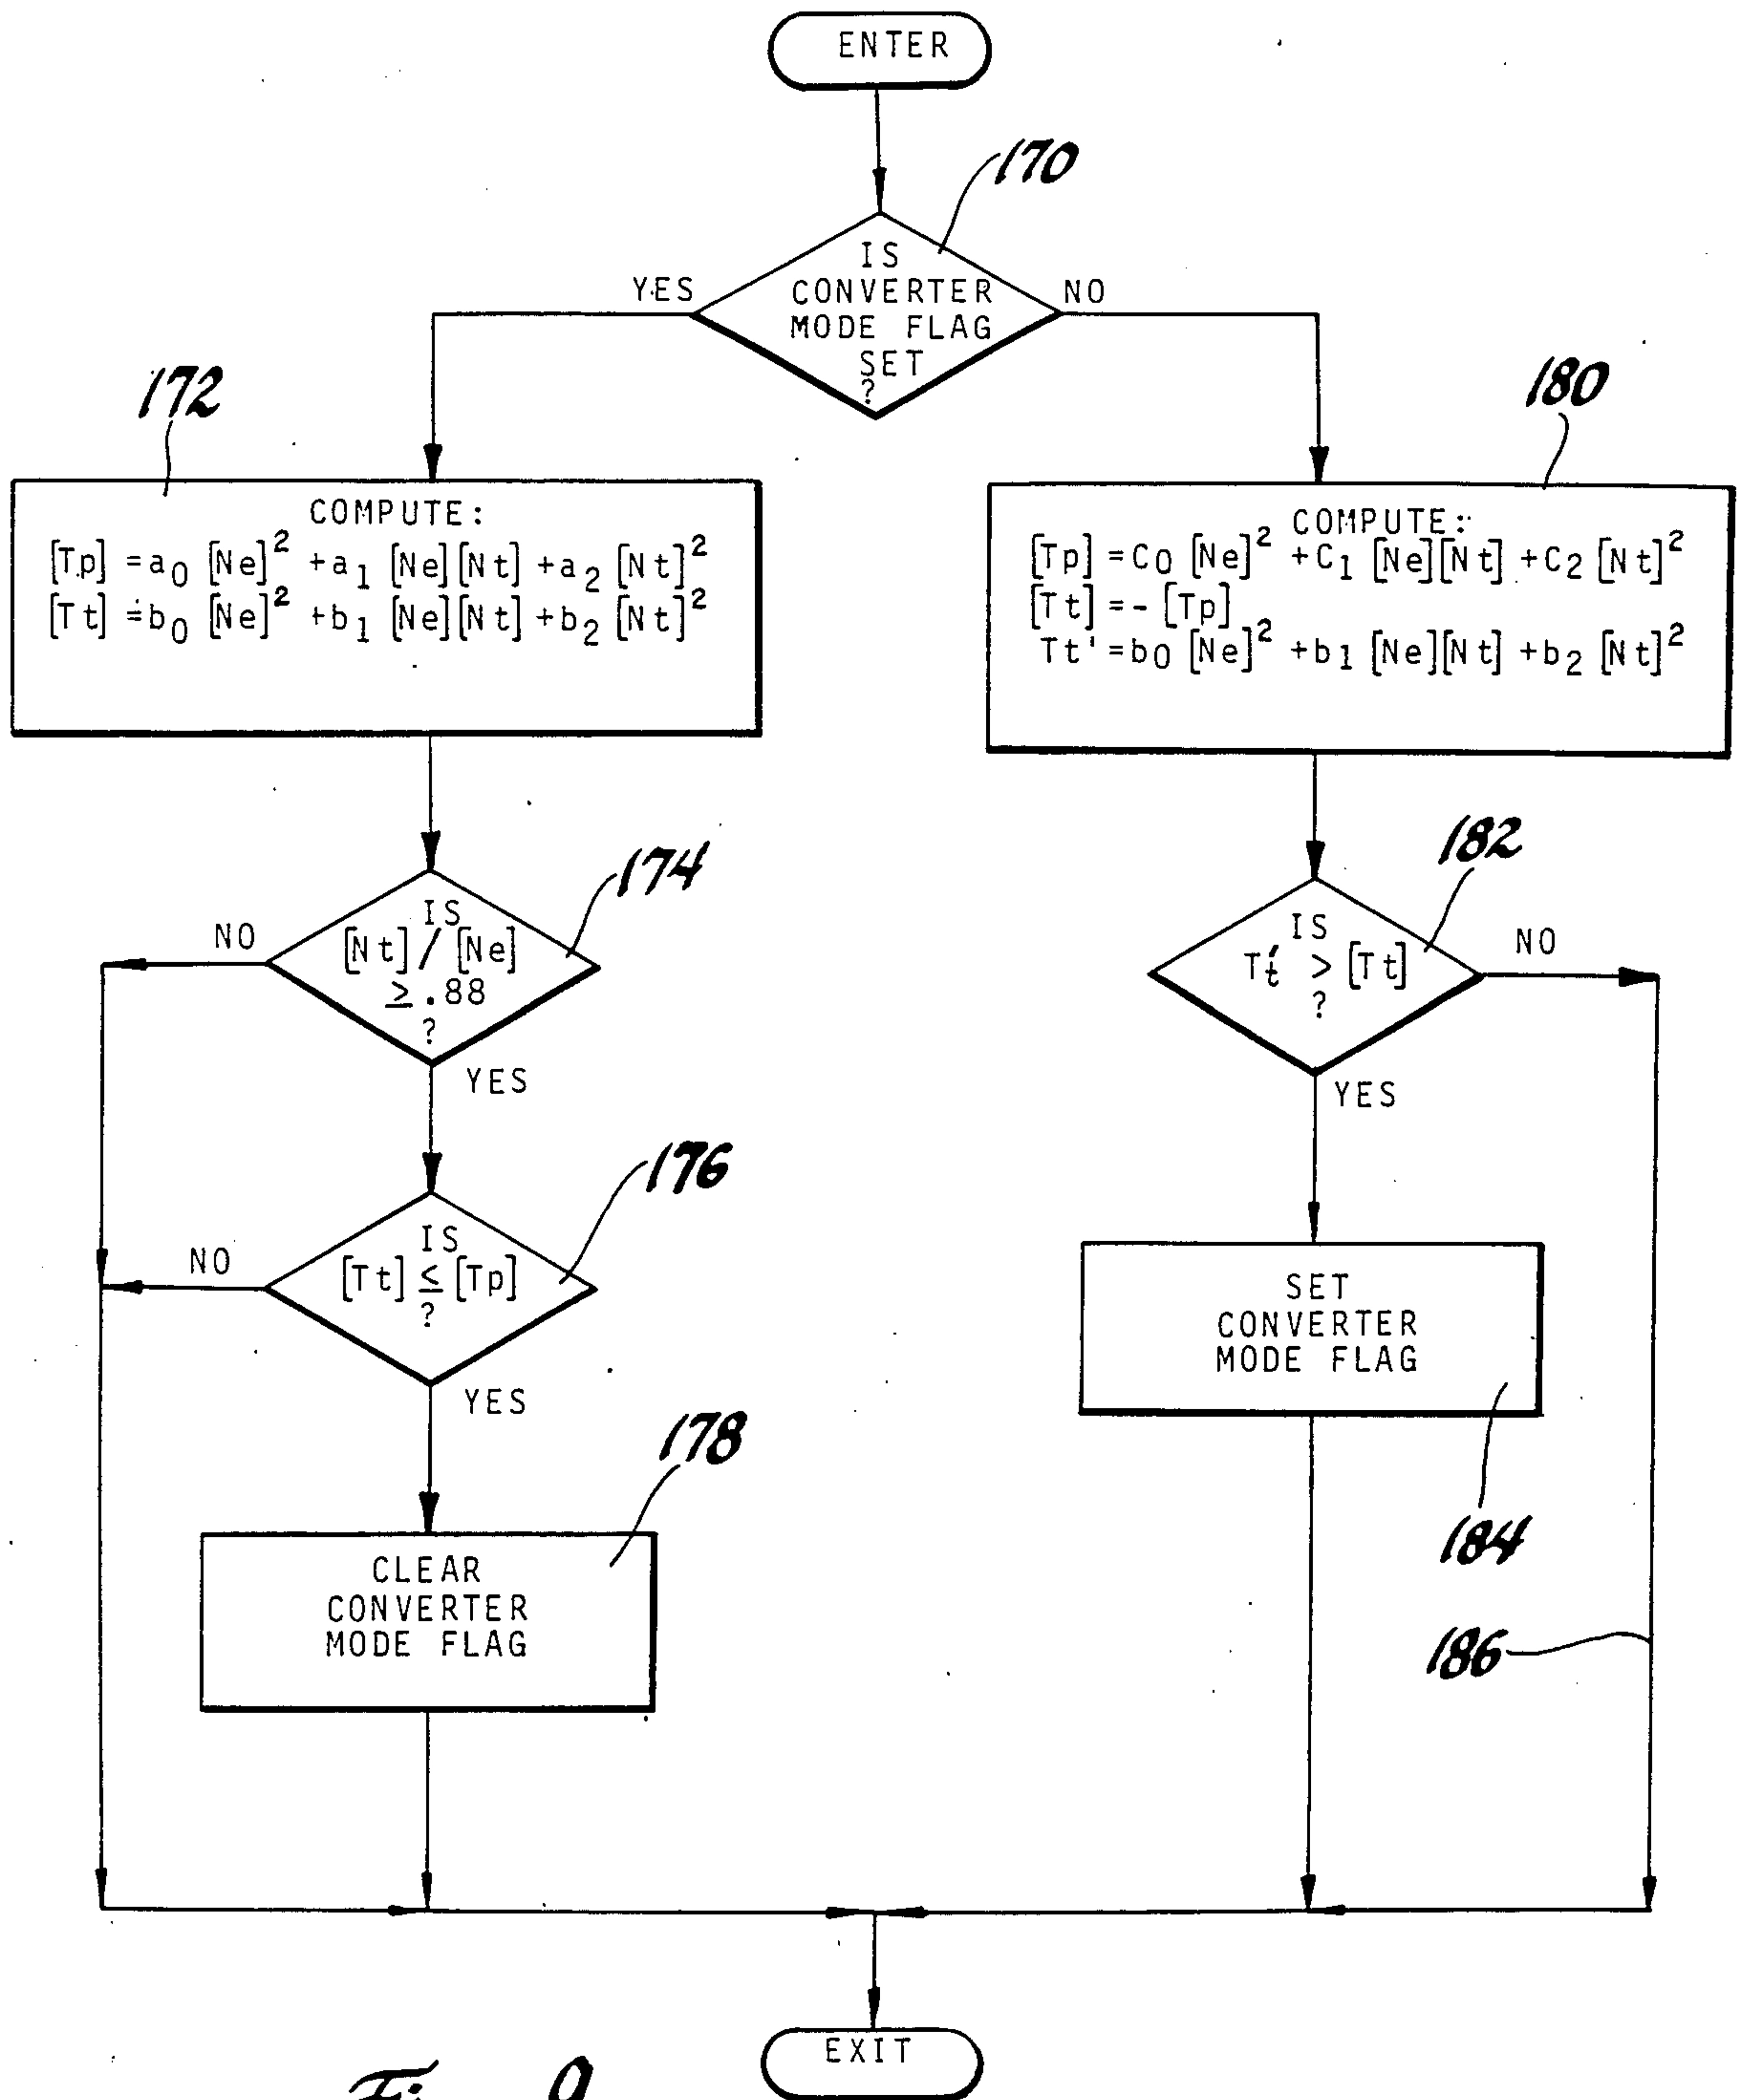 ENTER
170
IS
CONVERTER
MODE FLAG
SET
?
YES
NO
172
COMPUTE:
[Tp] =a0 [Ne]² +a1 [Ne][Nt] +a2 [Nt]²
[Tt] =b0 [Ne]² +b1 [Ne][Nt] +b2 [Nt]²
174
IS
[Nt] / [Ne]
≥ .88
?
NO
YES
176
IS
[Tt] ≤ [Tp]
?
NO
YES
178
CLEAR
CONVERTER
MODE FLAG
180
COMPUTE:
[Tp] =C0 [Ne]² +C1 [Ne][Nt] +C2 [Nt]²
[Tt] =- [Tp]
Tt' =b0 [Ne]² +b1 [Ne][Nt] +b2 [Nt]²
182
IS
Tt' > [Tt]
?
NO
YES
SET
CONVERTER
MODE FLAG
184
186
EXIT